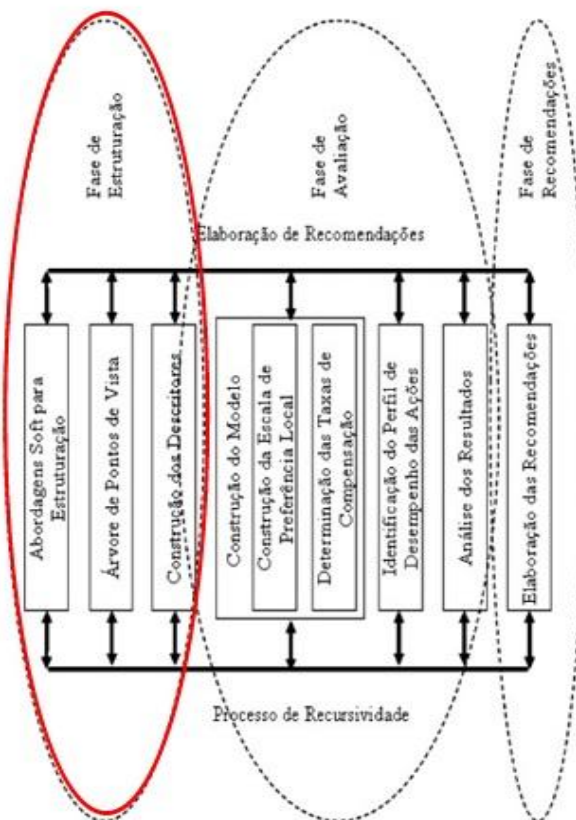 Fase de
Estruturação
Fase de
Avaliação
Fase de
Recomendações
Elaboração de Recomendações
Abordagens Soft para
Estruturação
Árvore de Pontos de Vista
Construção dos Descritores
Construção do Modelo
Construção da Escala de
Preferência Local
Determinação das Taxas de
Compensação
Identificação do Perfil de
Desempenho das Ações
Análise dos Resultados
Elaboração das Recomendações
Processo de Recursividade